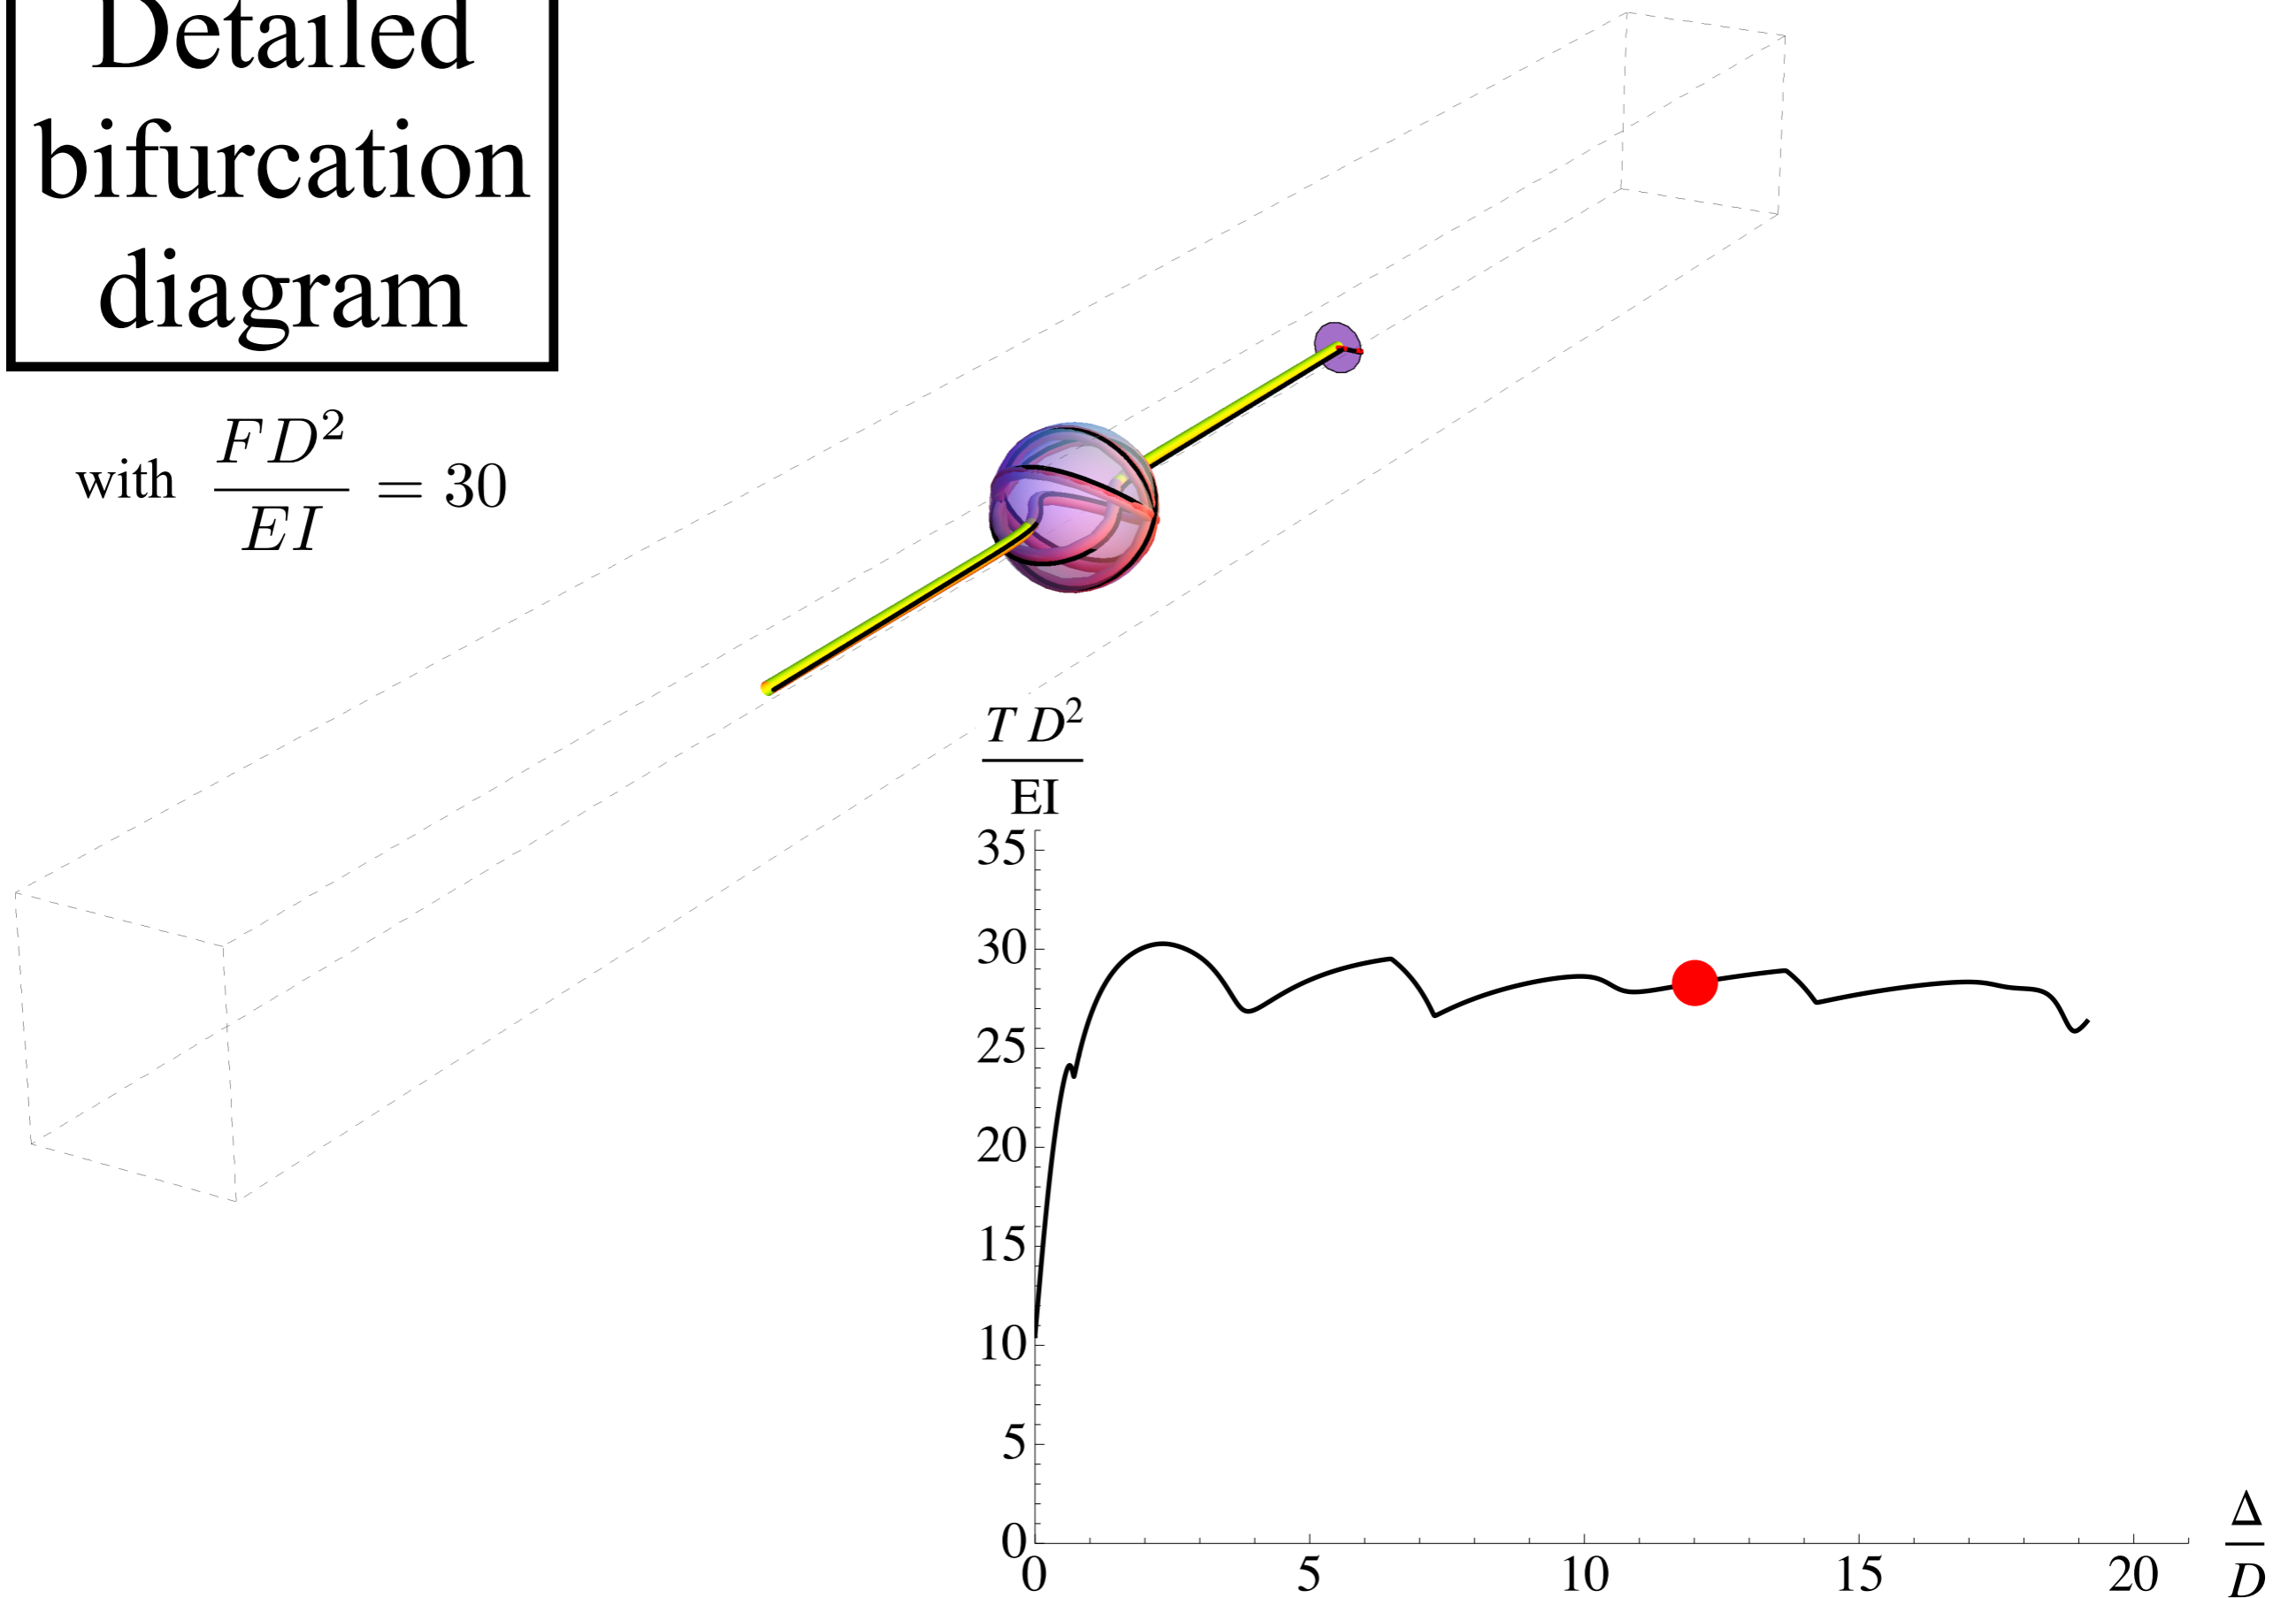 Detailed
bifurcation
diagram
with FD²/EI = 30
T D²/EI
35
30
25
20
15
10
5
0
0 5 10 15 20
Δ/D